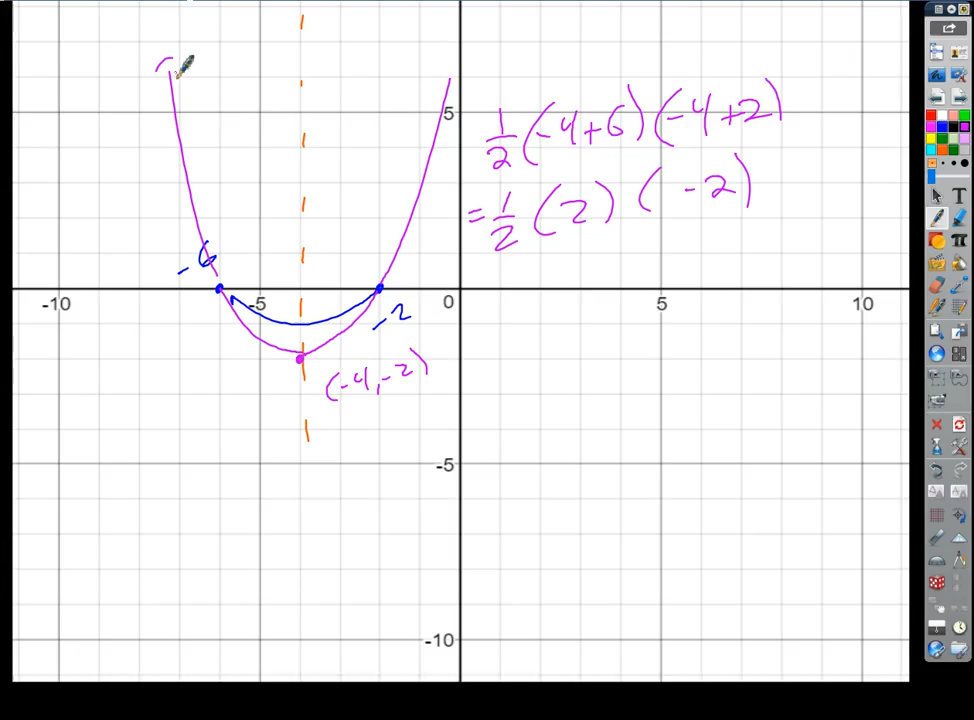 1/2 (-4+6) (-4+2)
= 1/2 (2) (-2)
5
-6
-10 -5 0 5 10
-2
(-4,-2)
-5
-10
T